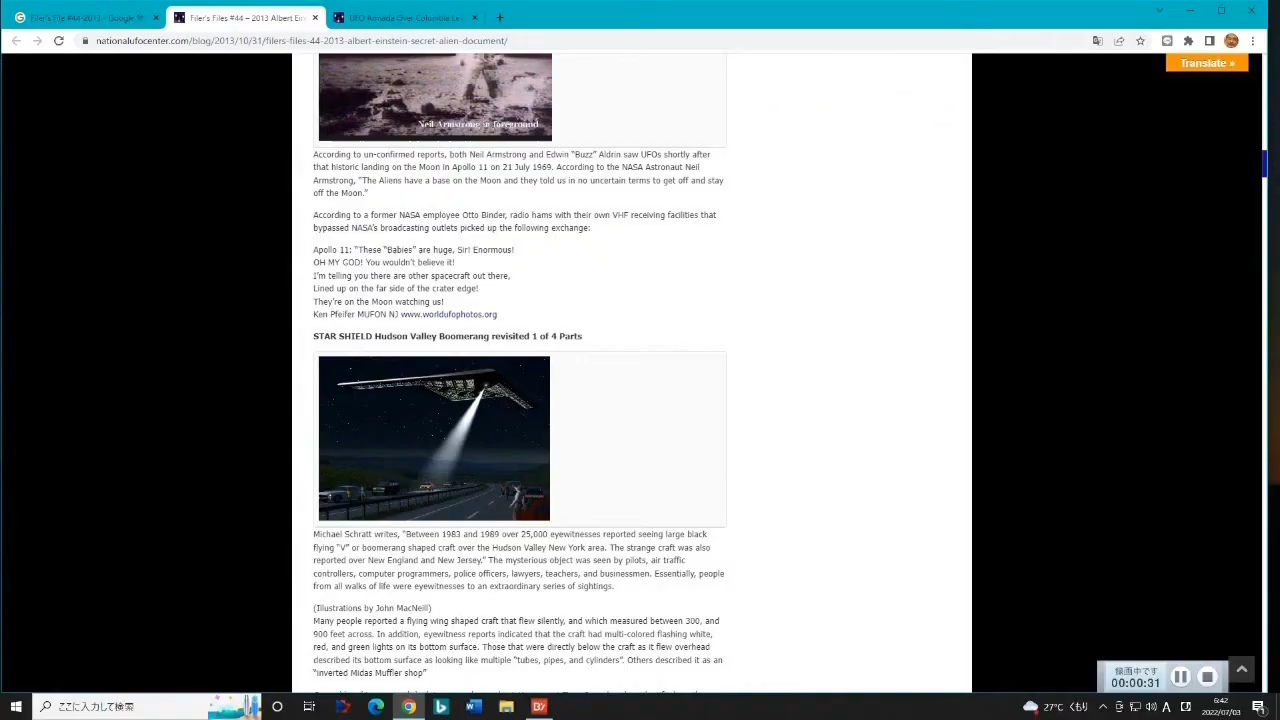 Filer's File #44-2013 - Google
Filer's Files #44 – 2013 Albert Ein
UFO Armada Over Columbia Le
nationalufocenter.com/blog/2013/10/31/filers-files-44-2013-albert-einstein-secret-alien-document/
Translate »
Neil Armstrong in foreground
According to un-confirmed reports, both Neil Armstrong and Edwin "Buzz" Aldrin saw UFOs shortly after
that historic landing on the Moon in Apollo 11 on 21 July 1969. According to the NASA Astronaut Neil
Armstrong, "The Aliens have a base on the Moon and they told us in no uncertain terms to get off and stay
off the Moon."
According to a former NASA employee Otto Binder, radio hams with their own VHF receiving facilities that
bypassed NASA's broadcasting outlets picked up the following exchange:
Apollo 11: "These "Babies" are huge, Sir! Enormous!
OH MY GOD! You wouldn't believe it!
I'm telling you there are other spacecraft out there,
Lined up on the far side of the crater edge!
They're on the Moon watching us!
Ken Pfeifer MUFON NJ www.worldufophotos.org
STAR SHIELD Hudson Valley Boomerang revisited 1 of 4 Parts
Michael Schratt writes, "Between 1983 and 1989 over 25,000 eyewitnesses reported seeing large black
flying "V" or boomerang shaped craft over the Hudson Valley New York area. The strange craft was also
reported over New England and New Jersey." The mysterious object was seen by pilots, air traffic
controllers, computer programmers, police officers, lawyers, teachers, and businessmen. Essentially, people
from all walks of life were eyewitnesses to an extraordinary series of sightings.
(Illustrations by John MacNeill)
Many people reported a flying wing shaped craft that flew silently, and which measured between 300, and
900 feet across. In addition, eyewitness reports indicated that the craft had multi-colored flashing white,
red, and green lights on its bottom surface. Those that were directly below the craft as it flew overhead
described its bottom surface as looking like multiple "tubes, pipes, and cylinders". Others described it as an
"inverted Midas Muffler shop"
録画中です
00:00:31
ここに入力して検索
27°C
A
6:42
2022/07/03